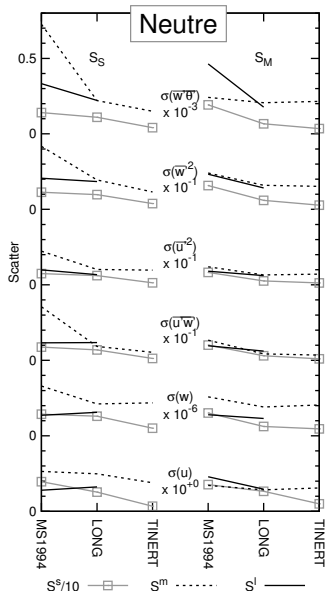 Neutre
S_S S_M
0.5
σ(w'θ')
x 10^-3
0
σ(w'^2)
x 10^-1
0
σ(u'^2)
x 10^-1
0
Scatter
σ(u'w')
x 10^-1
0
σ(w)
x 10^-6
0
σ(u)
x 10^+0
0
MS1994 LONG TINERT MS1994 LONG TINERT
S^s/10 S^m S^l